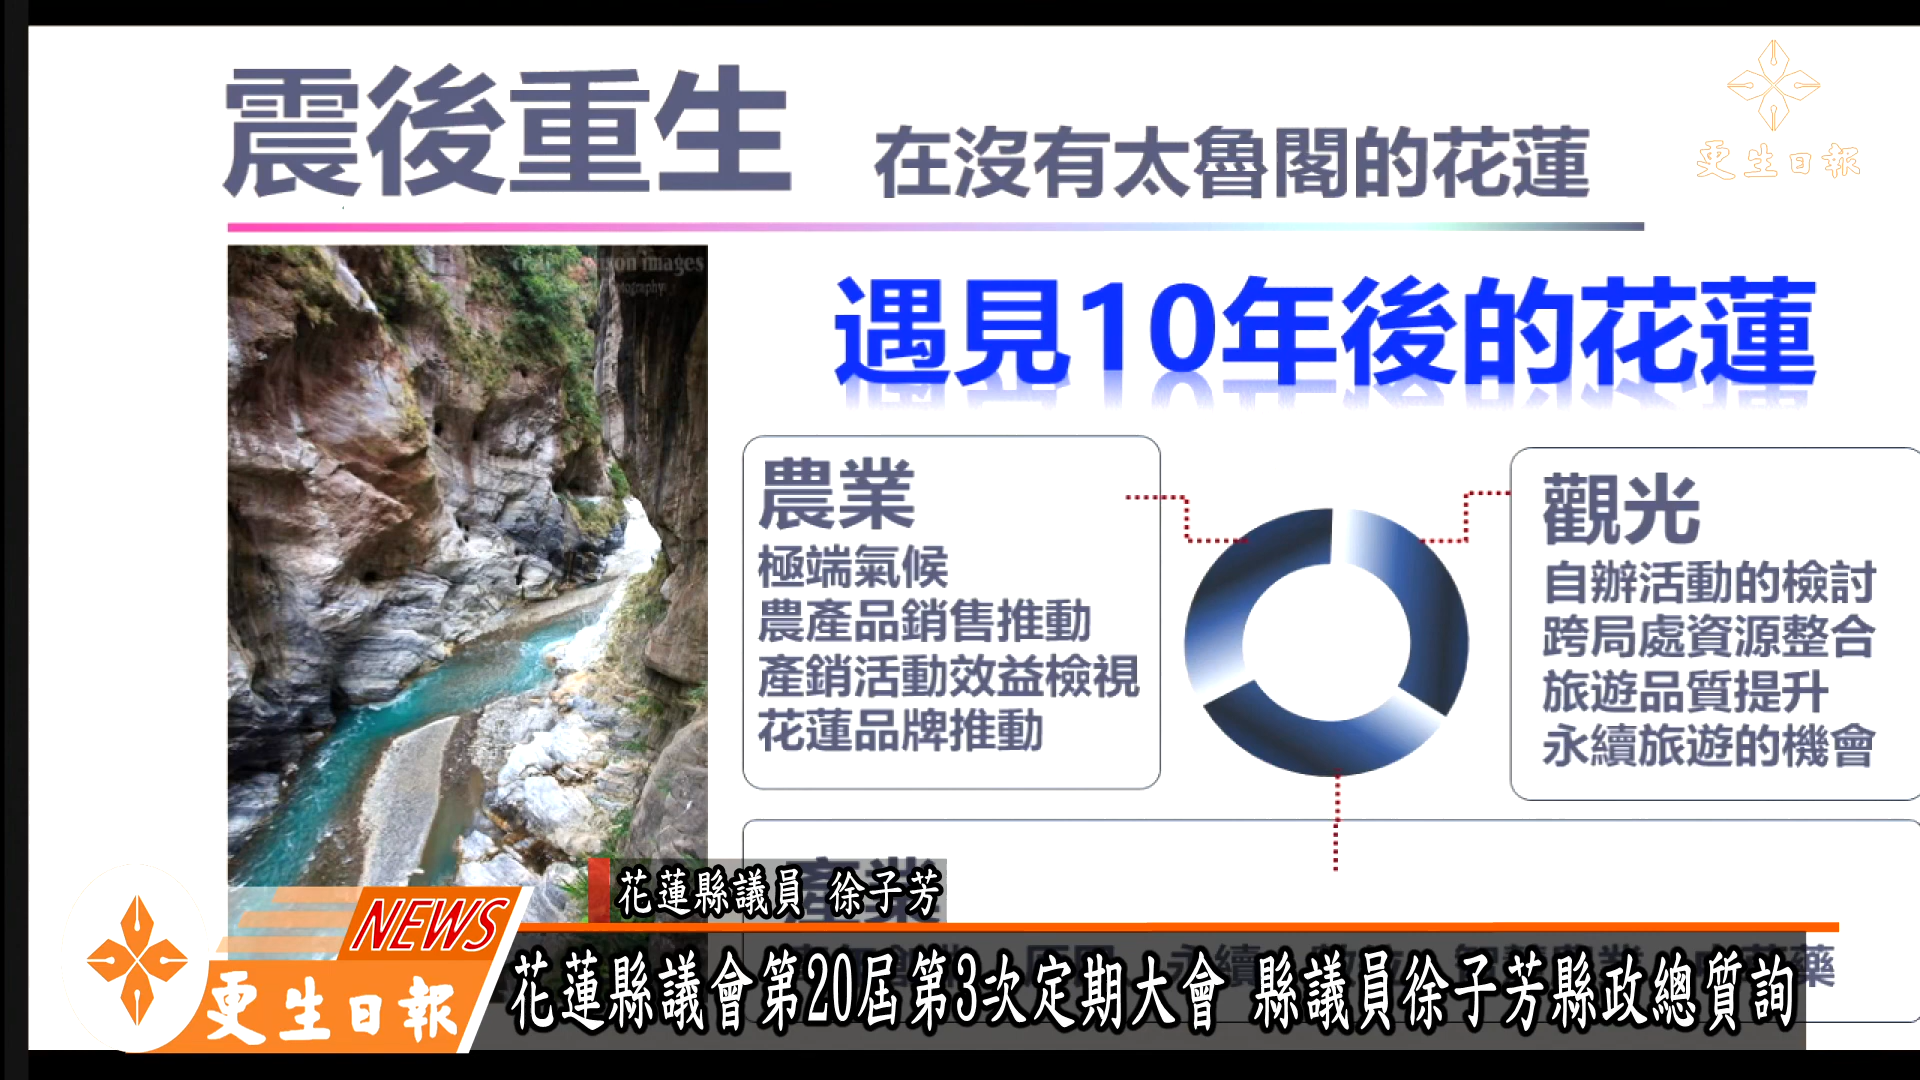 震後重生 在沒有太魯閣的花蓮
更生日報
遇見10年後的花蓮
農業
極端氣候
農產品銷售推動
產銷活動效益檢視
花蓮品牌推動
觀光
自辦活動的檢討
跨局處資源整合
旅遊品質提升
永續旅遊的機會
產業
花蓮縣議員 徐子芳
NEWS
更生日報
花蓮縣議會第20屆第3次定期大會 縣議員徐子芳縣政總質詢